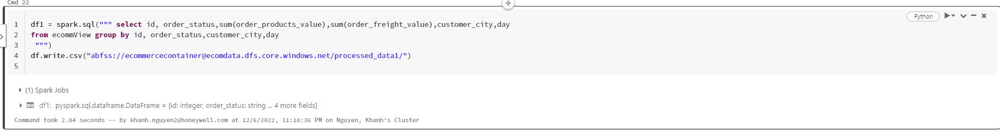 Cmd 22
Python
1 df1 = spark.sql(""" select id, order_status,sum(order_products_value),sum(order_freight_value),customer_city,day
2 from ecommView group by id, order_status,customer_city,day
3 """)
4 df.write.csv("abfss://ecommercecontainer@ecomdata.dfs.core.windows.net/processed_data1/")
5
(1) Spark Jobs
df1: pyspark.sql.dataframe.DataFrame = [id: integer, order_status: string ... 4 more fields]
Command took 2.84 seconds -- by khanh.nguyen2@honeywell.com at 12/6/2022, 11:18:36 PM on Nguyen, Khanh's Cluster